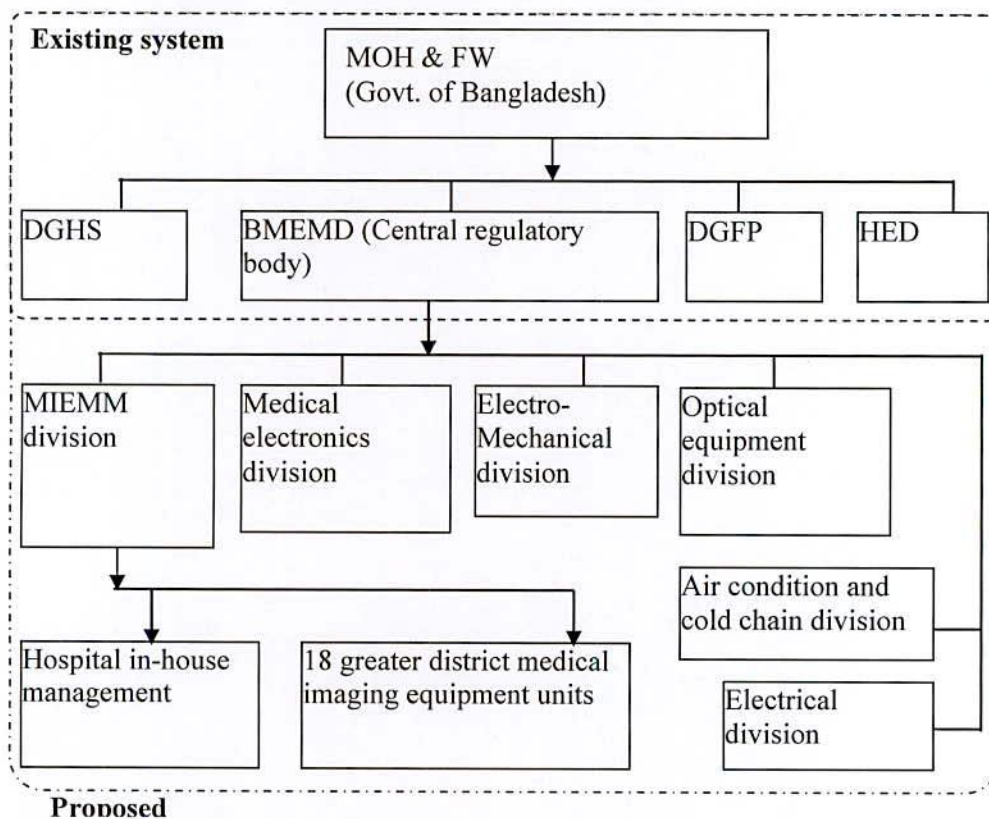 Existing system
MOH & FW
(Govt. of Bangladesh)
DGHS
BMEMD (Central regulatory
body)
DGFP
HED
MIEMM
division
Medical
electronics
division
Electro-
Mechanical
division
Optical
equipment
division
Air condition and
cold chain division
Hospital in-house
management
18 greater district medical
imaging equipment units
Electrical
division
Proposed